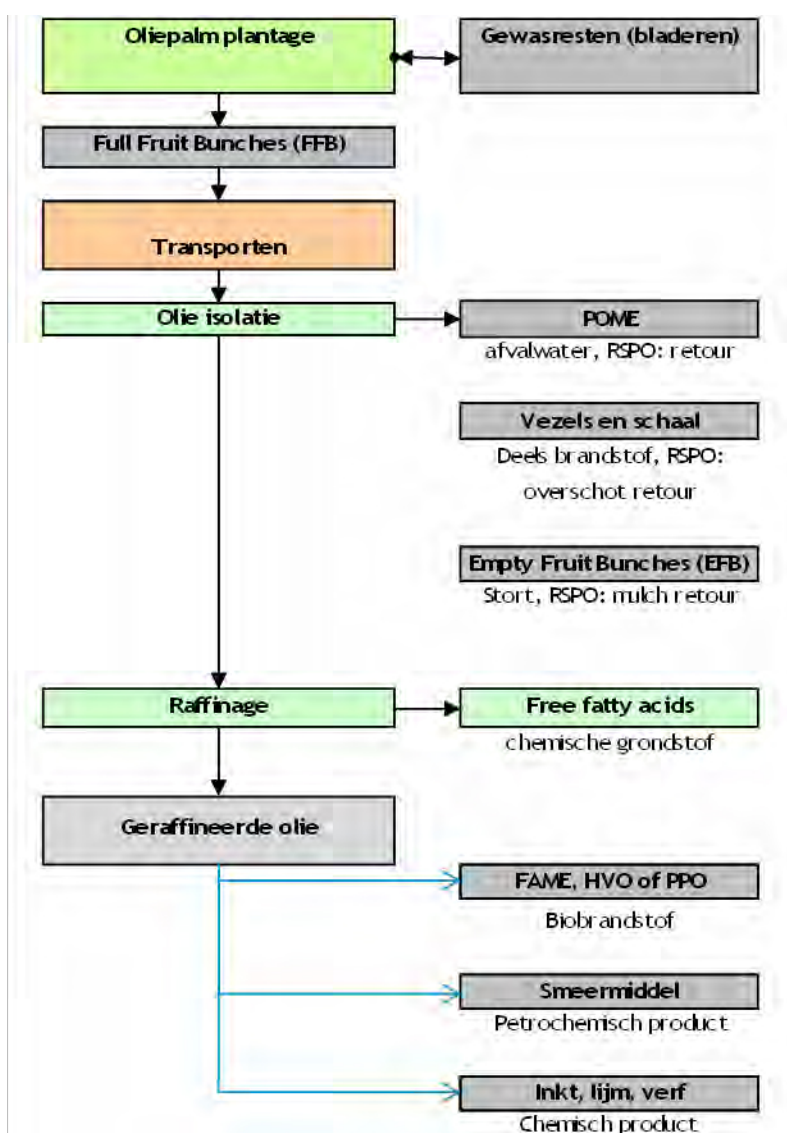 Oliepalmplantage
Gewasresten (bladeren)
Full Fruit Bunches (FFB)
Transporten
Olie isolatie
POME
afvalwater, RSPO: retour
Vezels en schaal
Deels brandstof, RSPO:
overschot retour
Empty Fruit Bunches (EFB)
Stort, RSPO: mulch retour
Raffinage
Free fatty acids
chemische grondstof
Geraffineerde olie
FAME, HVO of PPO
Biobrandstof
Smeermiddel
Petrochemisch product
Inkt, lijm, verf
Chemisch product